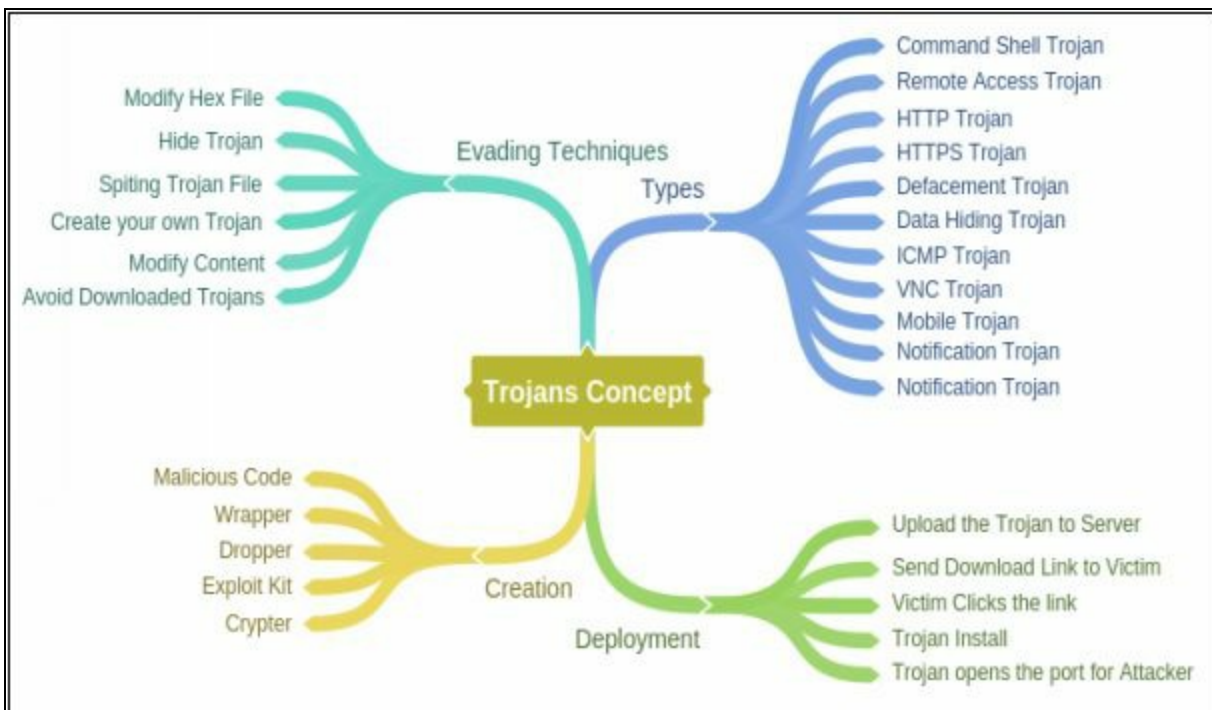 Evading Techniques
Modify Hex File
Hide Trojan
Spiting Trojan File
Create your own Trojan
Modify Content
Avoid Downloaded Trojans
Types
Command Shell Trojan
Remote Access Trojan
HTTP Trojan
HTTPS Trojan
Defacement Trojan
Data Hiding Trojan
ICMP Trojan
VNC Trojan
Mobile Trojan
Notification Trojan
Notification Trojan
Trojans Concept
Creation
Malicious Code
Wrapper
Dropper
Exploit Kit
Crypter
Deployment
Upload the Trojan to Server
Send Download Link to Victim
Victim Clicks the link
Trojan Install
Trojan opens the port for Attacker